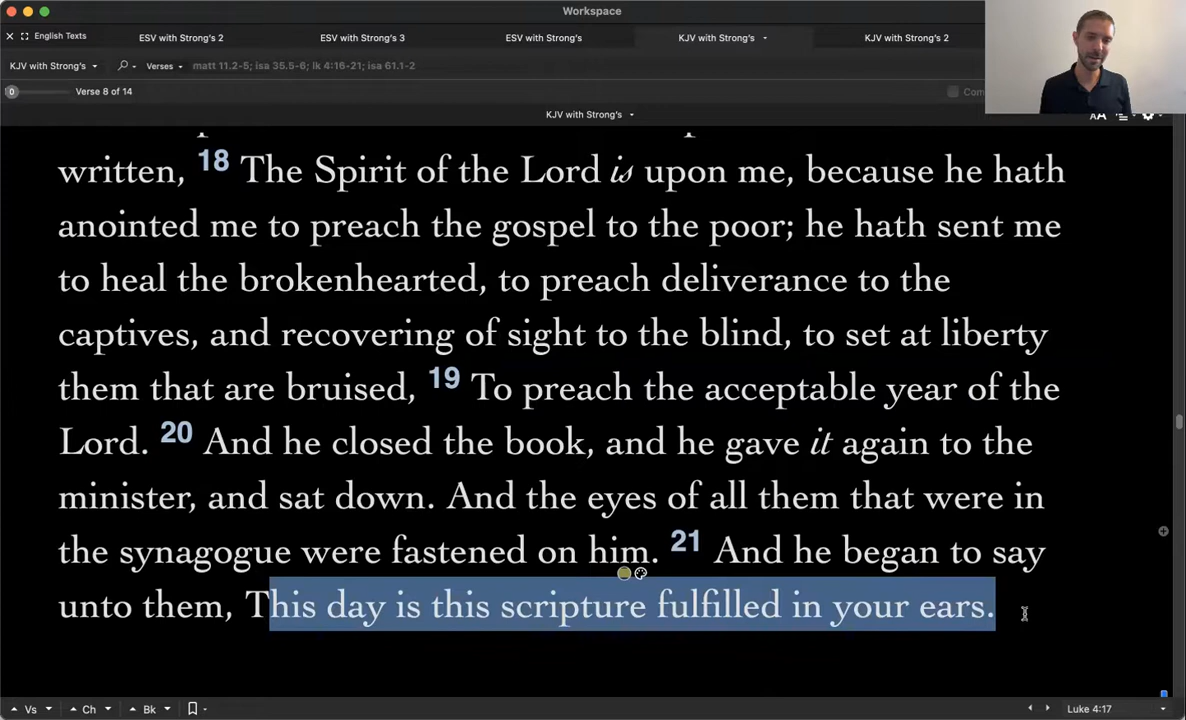 Workspace
English Texts
ESV with Strong's 2
ESV with Strong's 3
ESV with Strong's
KJV with Strong's
KJV with Strong's 2
KJV with Strong's
Verses
matt 11.2-5; isa 35.5-6; lk 4:16-21; isa 61.1-2
0
Verse 8 of 14
Com
KJV with Strong's
AA
written, 18 The Spirit of the Lord is upon me, because he hath
anointed me to preach the gospel to the poor; he hath sent me
to heal the brokenhearted, to preach deliverance to the
captives, and recovering of sight to the blind, to set at liberty
them that are bruised, 19 To preach the acceptable year of the
Lord. 20 And he closed the book, and he gave it again to the
minister, and sat down. And the eyes of all them that were in
the synagogue were fastened on him. 21 And he began to say
unto them, This day is this scripture fulfilled in your ears.
Vs
Ch
Bk
Luke 4:17